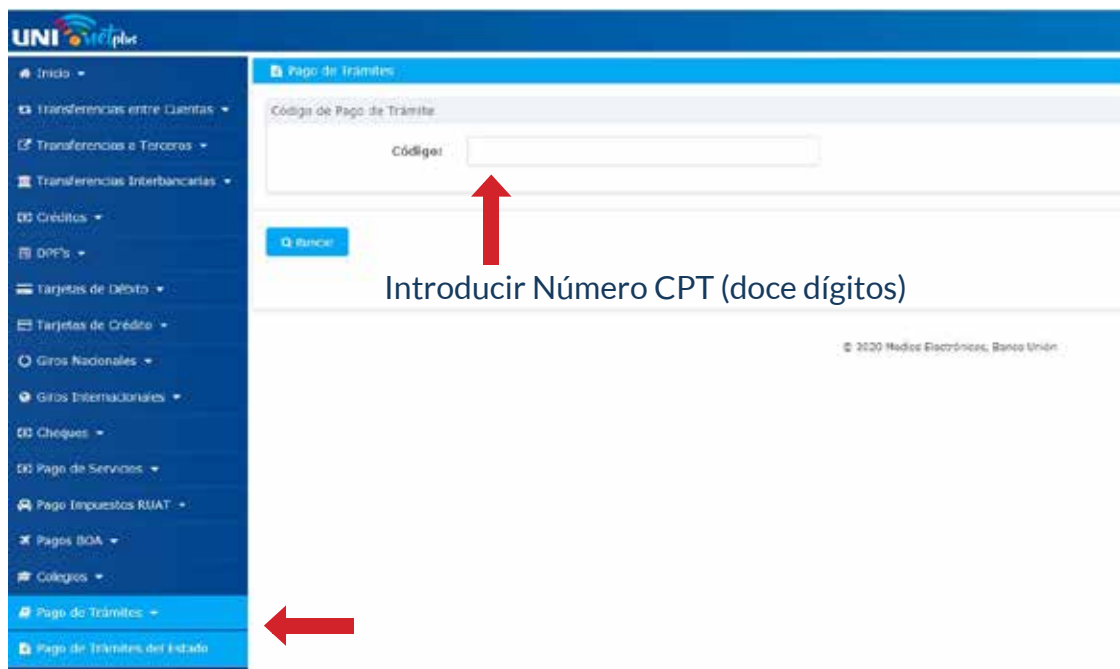 UNInet plus
Inicio
Transferencias entre Cuentas
Transferencias a Terceros
Transferencias Interbancarias
Créditos
DPF's
Tarjetas de Débito
Tarjetas de Crédito
Giros Nacionales
Giros Internacionales
Cheques
Pago de Servicios
Pago Impuestos RUAT
Pagos BOA
Colegios
Pago de Trámites
Pago de Trámites del Estado
Pago de Trámites
Código de Pago de Trámite
Código:
Buscar
Introducir Número CPT (doce dígitos)
© 2020 Medios Electrónicos, Banco Unión